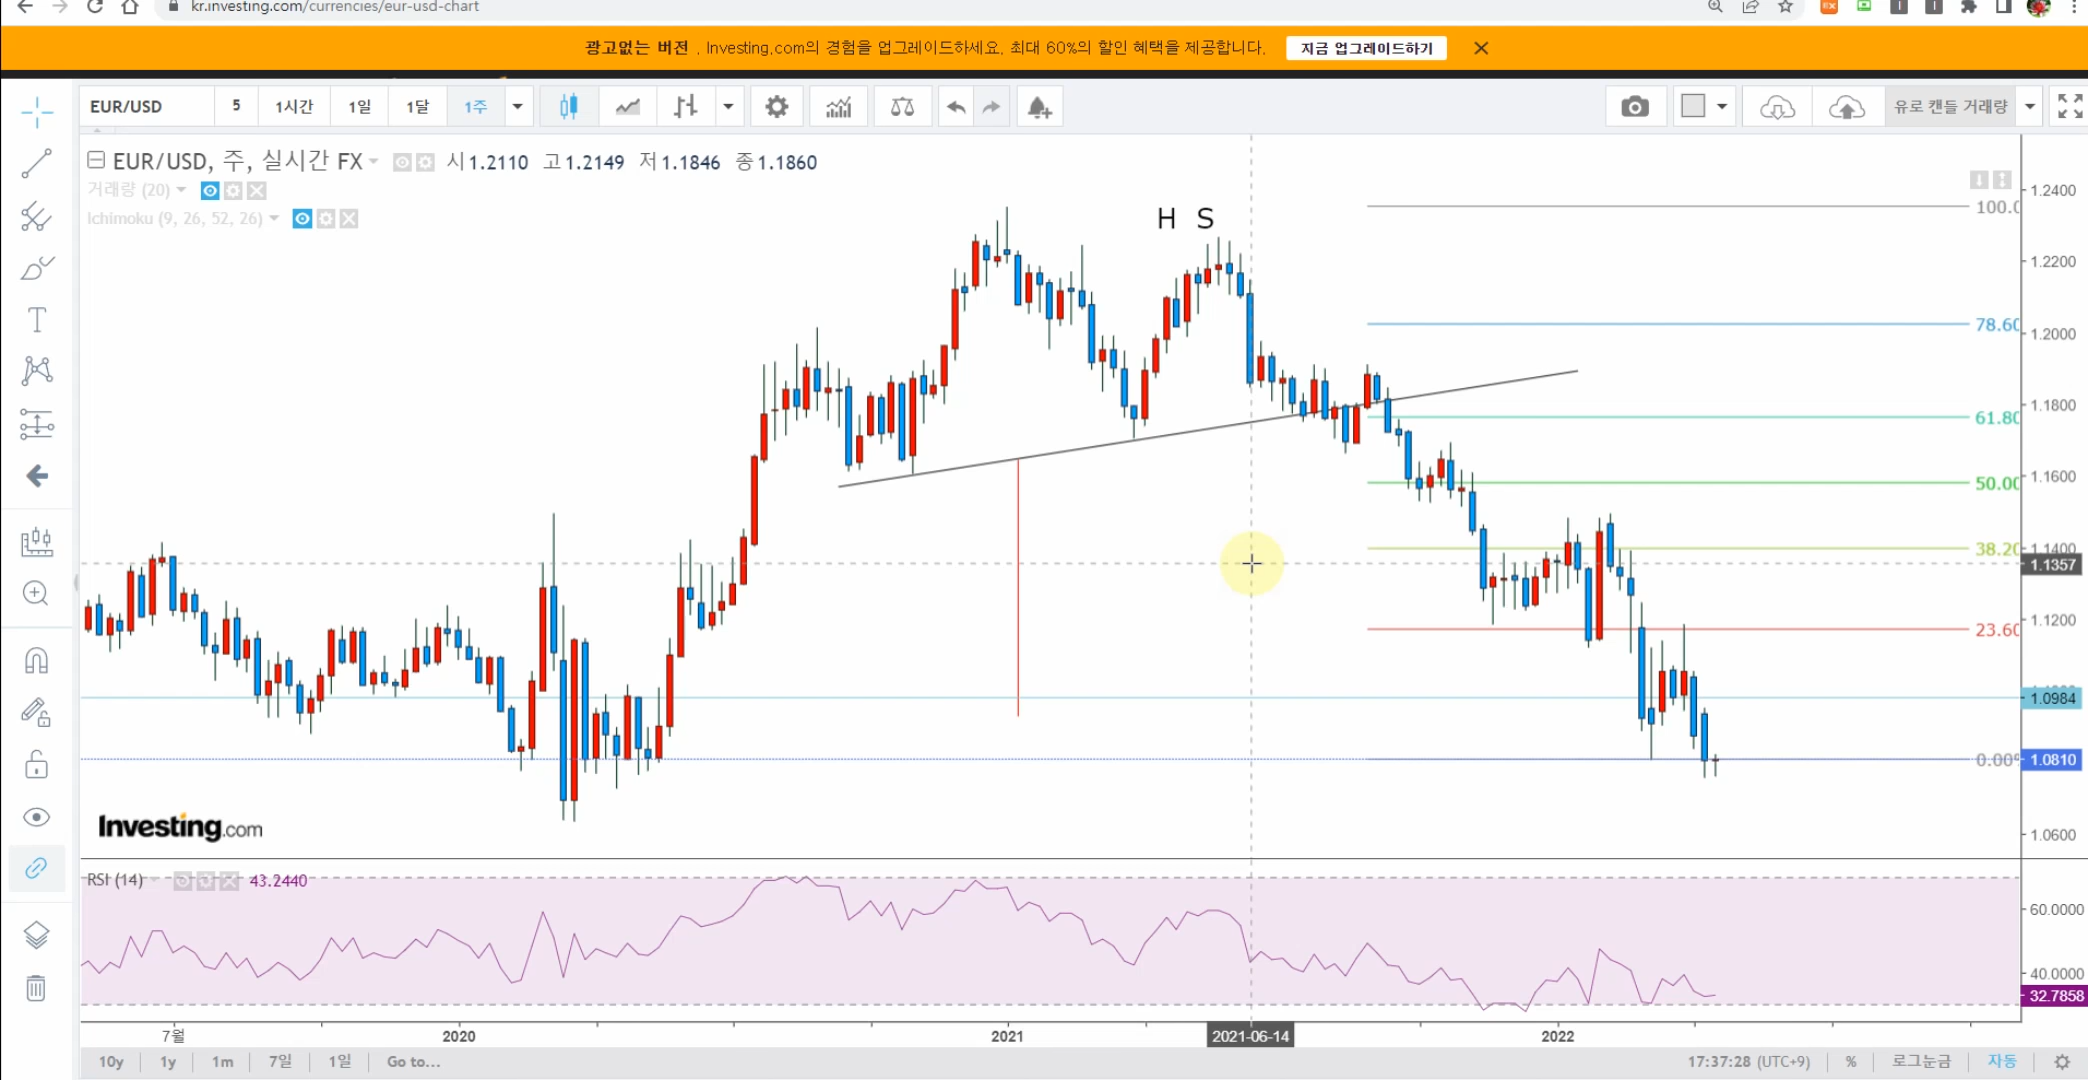 kr.investing.com/currencies/eur-usd-chart
광고없는 버전 . Investing.com의 경험을 업그레이드하세요. 최대 60%의 할인 혜택을 제공합니다. 지금 업그레이드하기
EUR/USD 5 1시간 1일 1달 1주 유로 캔들 거래량
EUR/USD, 주, 실시간 FX 시1.2110 고1.2149 저1.1846 종1.1860
거래량 (20)
Ichimoku (9, 26, 52, 26)
H S
1.2400
100.0
1.2200
78.60
1.2000
1.1800
61.80
1.1600
50.00
1.1400
38.20
1.1357
1.1200
23.60
1.0984
0.00% 1.0810
1.0600
Investing.com
RSI (14) 43.2440
60.0000
40.0000
32.7858
7월 2020 2021 2021-06-14 2022
10y 1y 1m 7일 1일 Go to... 17:37:28 (UTC+9) % 로그눈금 자동